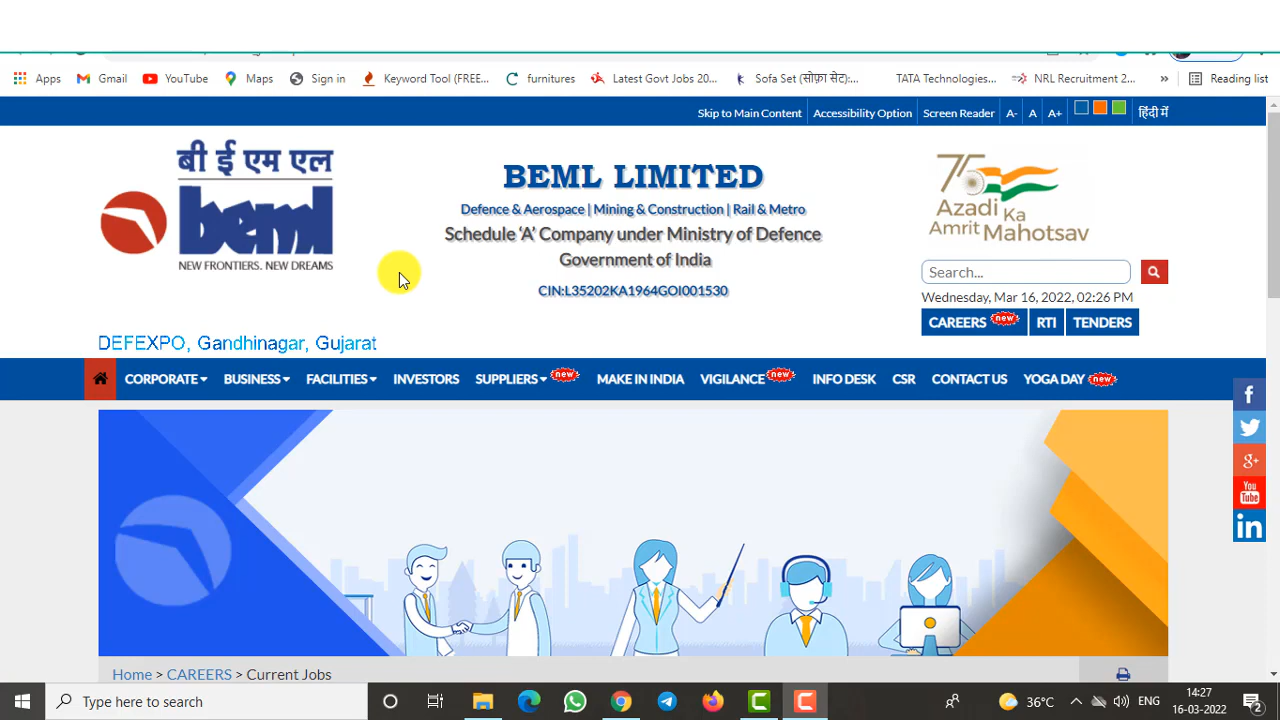 Apps Gmail YouTube Maps Sign in Keyword Tool (FREE... furnitures Latest Govt Jobs 20... Sofa Set (सोफ़ा सेट):... TATA Technologies... NRL Recruitment 2... » Reading list
Skip to Main Content Accessibility Option Screen Reader A- A A+ हिंदी में
बी ई एम एल
beml
NEW FRONTIERS. NEW DREAMS
BEML LIMITED
Defence & Aerospace | Mining & Construction | Rail & Metro
Schedule ‘A’ Company under Ministry of Defence
Government of India
CIN:L35202KA1964GOI001530
75
Azadi Ka
Amrit Mahotsav
Search...
Wednesday, Mar 16, 2022, 02:26 PM
CAREERS new RTI TENDERS
DEFEXPO, Gandhinagar, Gujarat
CORPORATE BUSINESS FACILITIES INVESTORS SUPPLIERS new MAKE IN INDIA VIGILANCE new INFO DESK CSR CONTACT US YOGA DAY new
f
g+
You
Tube
in
Home > CAREERS > Current Jobs
Type here to search
36°C ENG 14:27
16-03-2022 2